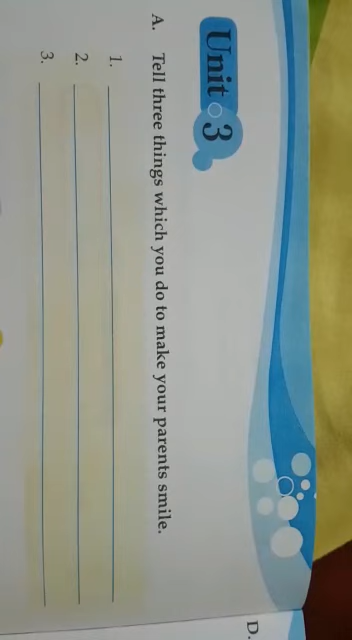 Unit 3
A. Tell three things which you do to make your parents smile.
1.
2.
3.
D.